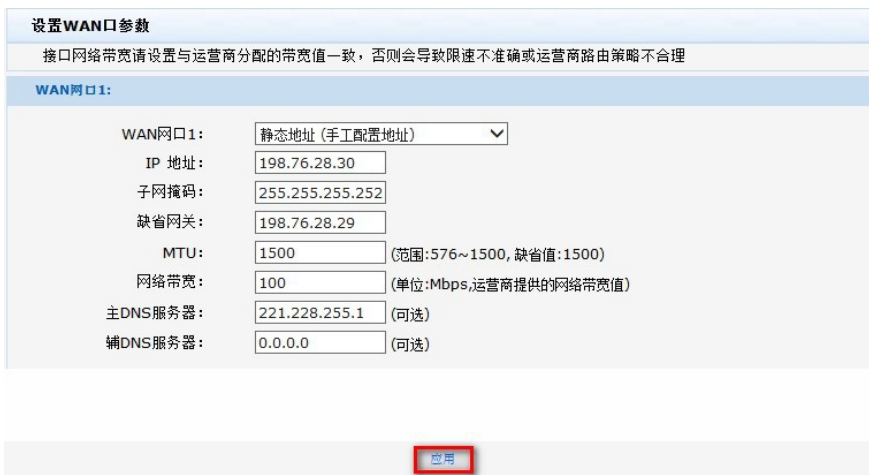 设置WAN口参数
接口网络带宽请设置与运营商分配的带宽值一致，否则会导致限速不准确或运营商路由策略不合理
WAN网口1:
WAN网口1: 静态地址 (手工配置地址)
IP 地址: 198.76.28.30
子网掩码: 255.255.255.252
缺省网关: 198.76.28.29
MTU: 1500 (范围:576~1500, 缺省值:1500)
网络带宽: 100 (单位:Mbps,运营商提供的网络带宽值)
主DNS服务器: 221.228.255.1 (可选)
辅DNS服务器: 0.0.0.0 (可选)
应用